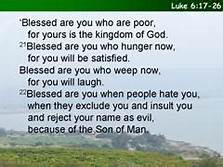 Luke 6:17-26
'Blessed are you who are poor,
for yours is the kingdom of God.
21Blessed are you who hunger now,
for you will be satisfied.
Blessed are you who weep now,
for you will laugh.
22Blessed are you when people hate you,
when they exclude you and insult you
and reject your name as evil,
because of the Son of Man.